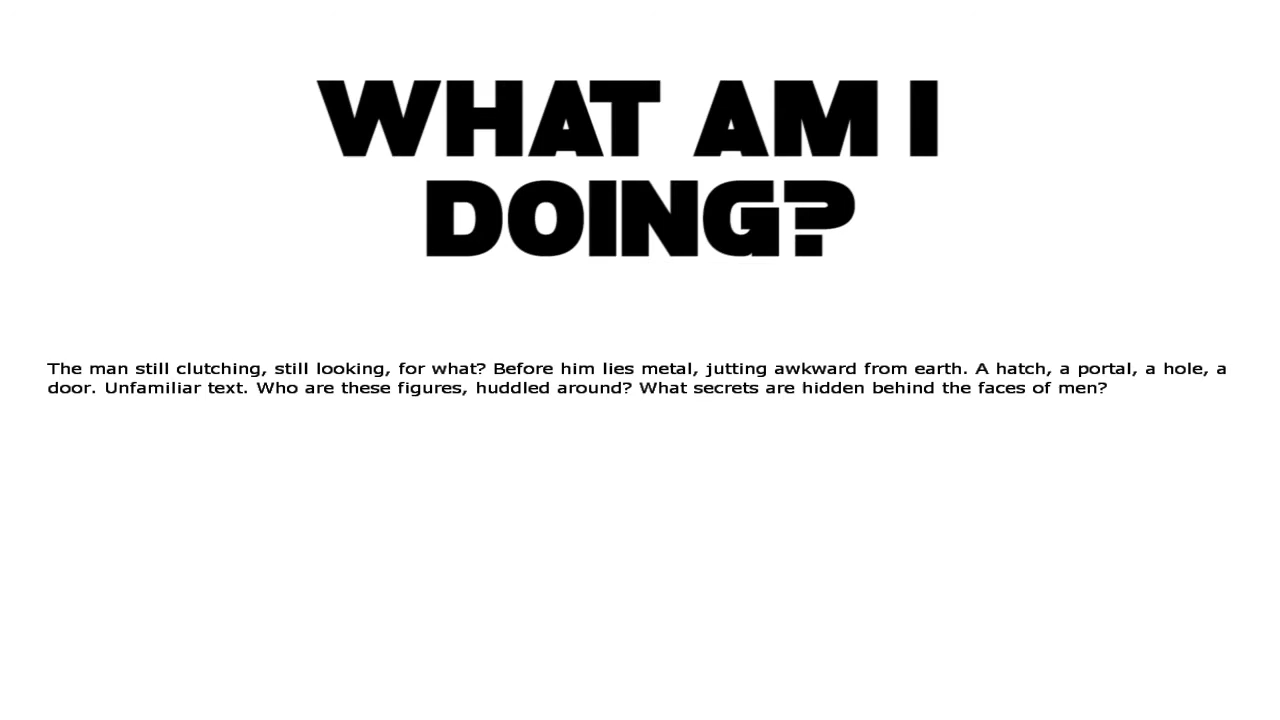 WHAT AM I
DOING?
The man still clutching, still looking, for what? Before him lies metal, jutting awkward from earth. A hatch, a portal, a hole, a
door. Unfamiliar text. Who are these figures, huddled around? What secrets are hidden behind the faces of men?